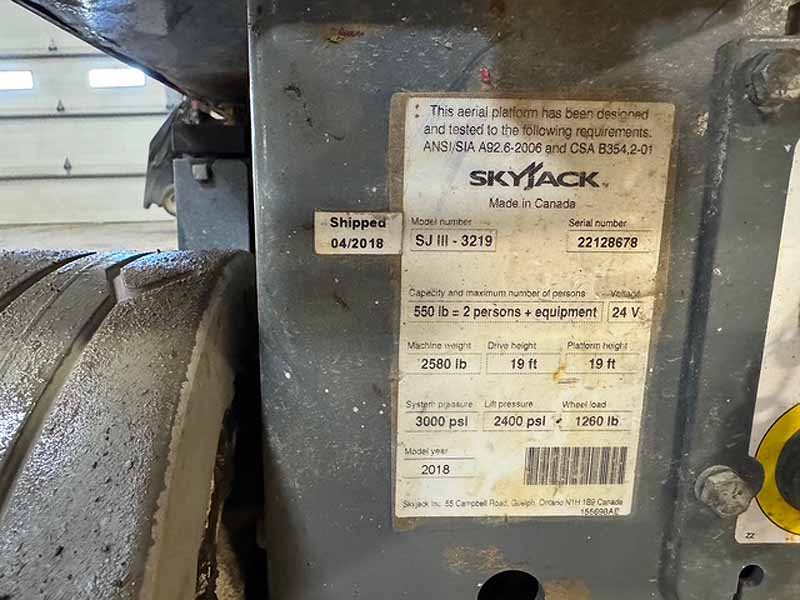 This aerial platform has been designed
and tested to the following requirements.
ANSI/SIA A92.6-2006 and CSA B354.2-01
SKYJACK
Made in Canada
Shipped
04/2018
Model number Serial number
SJ III - 3219 22128678
Capacity and maximum number of persons Voltage
550 lb = 2 persons + equipment 24 V
Machine weight Drive height Platform height
2580 lb 19 ft 19 ft
System pressure Lift pressure Wheel load
3000 psi 2400 psi 1260 lb
Model year
2018
Skyjack Inc. 55 Campbell Road, Guelph, Ontario N1H 1B9 Canada